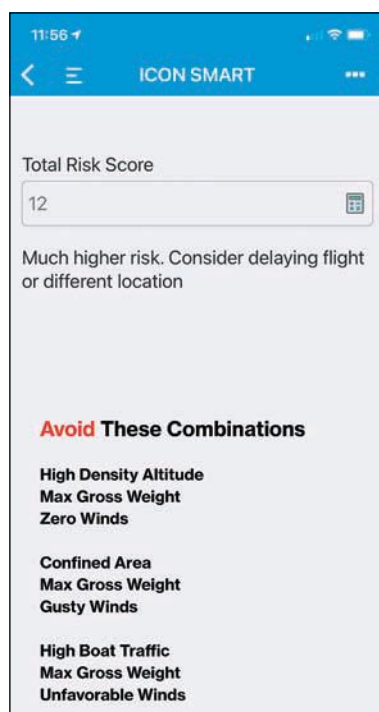 11:56
ICON SMART
Total Risk Score
12
Much higher risk. Consider delaying flight
or different location
Avoid These Combinations
High Density Altitude
Max Gross Weight
Zero Winds
Confined Area
Max Gross Weight
Gusty Winds
High Boat Traffic
Max Gross Weight
Unfavorable Winds